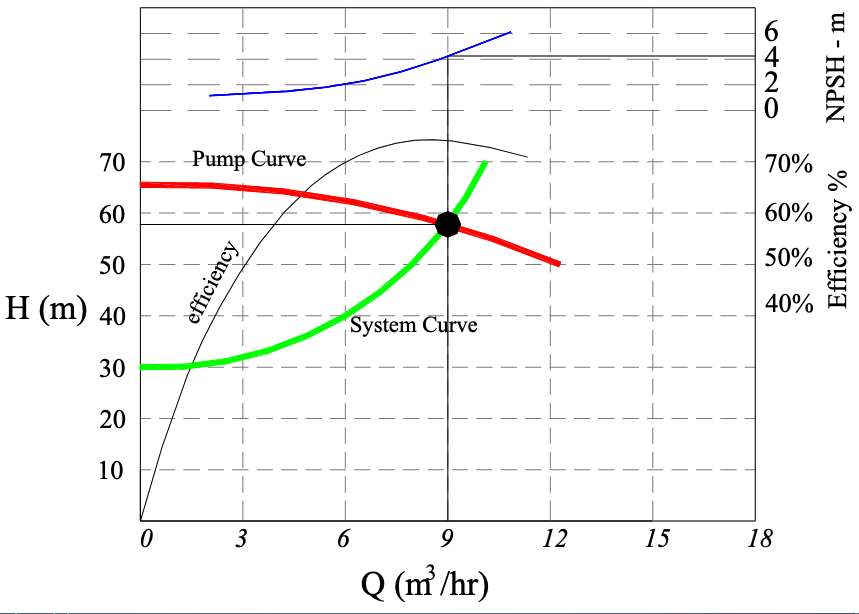 6
4
2
0
NPSH - m
Pump Curve
70
60
50
40
30
20
10
H (m)
efficiency
System Curve
70%
60%
50%
40%
Efficiency %
0 3 6 9 12 15 18
Q (m³/hr)